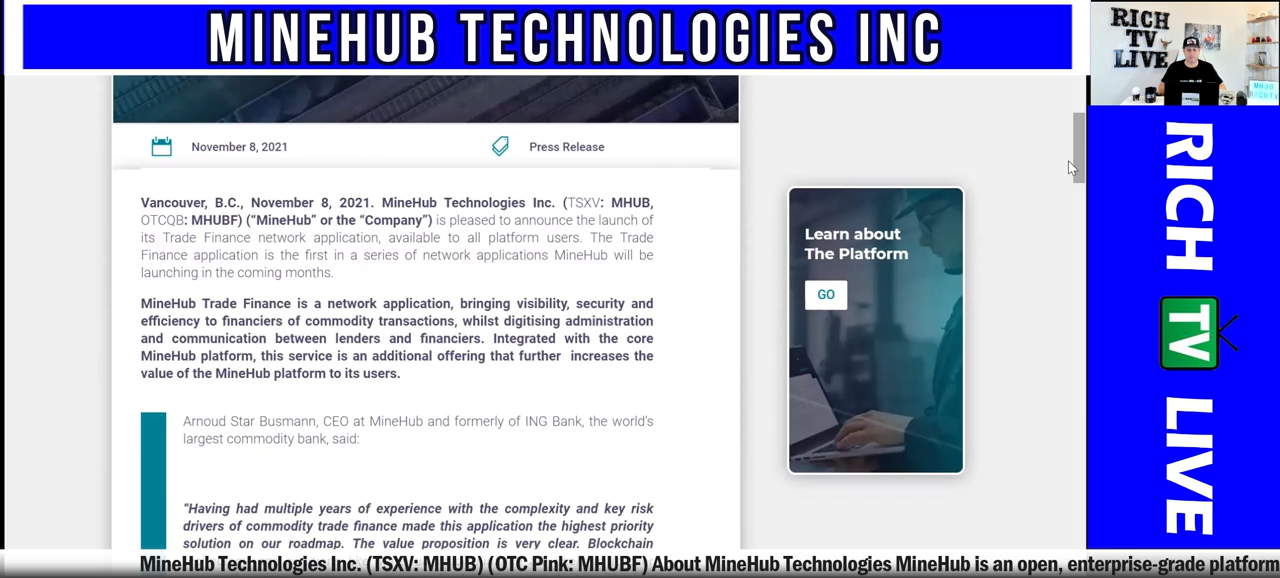 MINEHUB TECHNOLOGIES INC
RICH
TV
LIVE
November 8, 2021
Press Release
Vancouver, B.C., November 8, 2021. MineHub Technologies Inc. (TSXV: MHUB,
OTCQB: MHUBF) (“MineHub” or the “Company”) is pleased to announce the launch of
its Trade Finance network application, available to all platform users. The Trade
Finance application is the first in a series of network applications MineHub will be
launching in the coming months.
MineHub Trade Finance is a network application, bringing visibility, security and
efficiency to financiers of commodity transactions, whilst digitising administration
and communication between lenders and financiers. Integrated with the core
MineHub platform, this service is an additional offering that further increases the
value of the MineHub platform to its users.
Arnoud Star Busmann, CEO at MineHub and formerly of ING Bank, the world’s
largest commodity bank, said:
“Having had multiple years of experience with the complexity and key risk
drivers of commodity trade finance made this application the highest priority
solution on our roadmap. The value proposition is very clear. Blockchain
Learn about
The Platform
GO
RICH TV LIVE
MineHub Technologies Inc. (TSXV: MHUB) (OTC Pink: MHUBF) About MineHub Technologies MineHub is an open, enterprise-grade platform